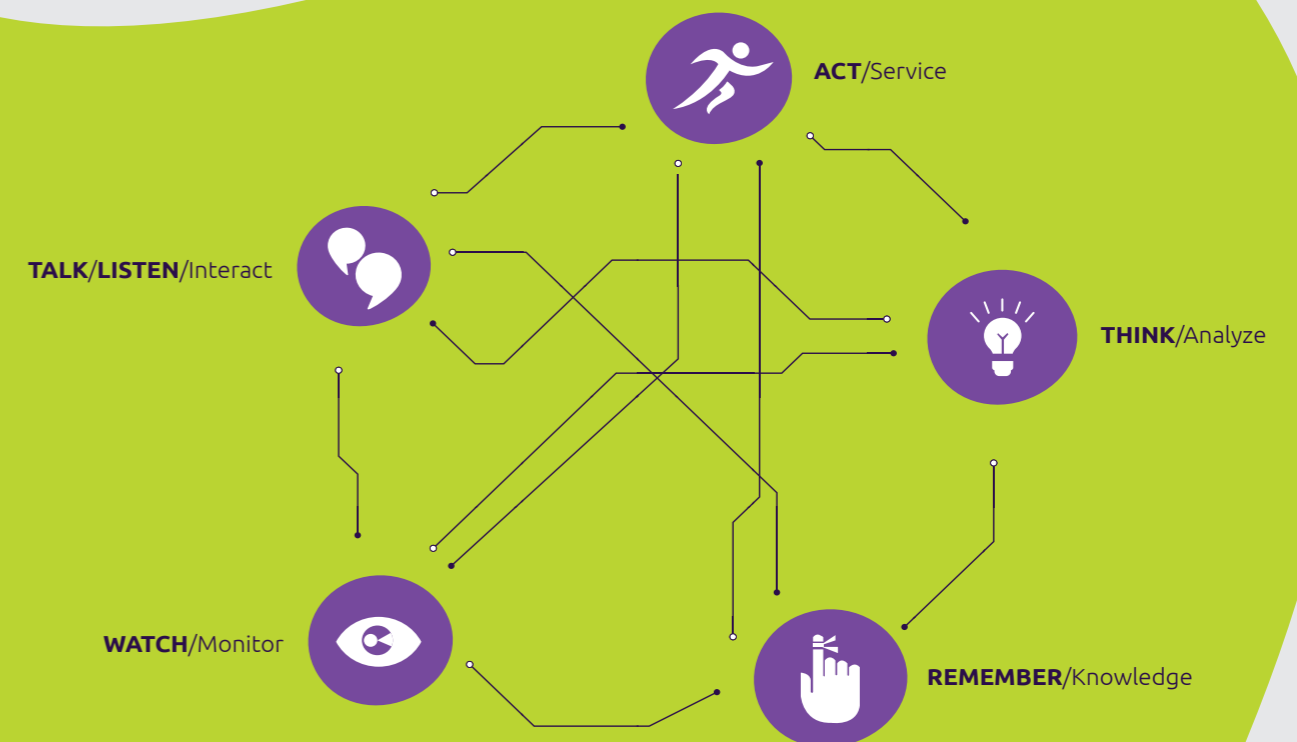 ACT/Service
TALK/LISTEN/Interact
THINK/Analyze
WATCH/Monitor
REMEMBER/Knowledge